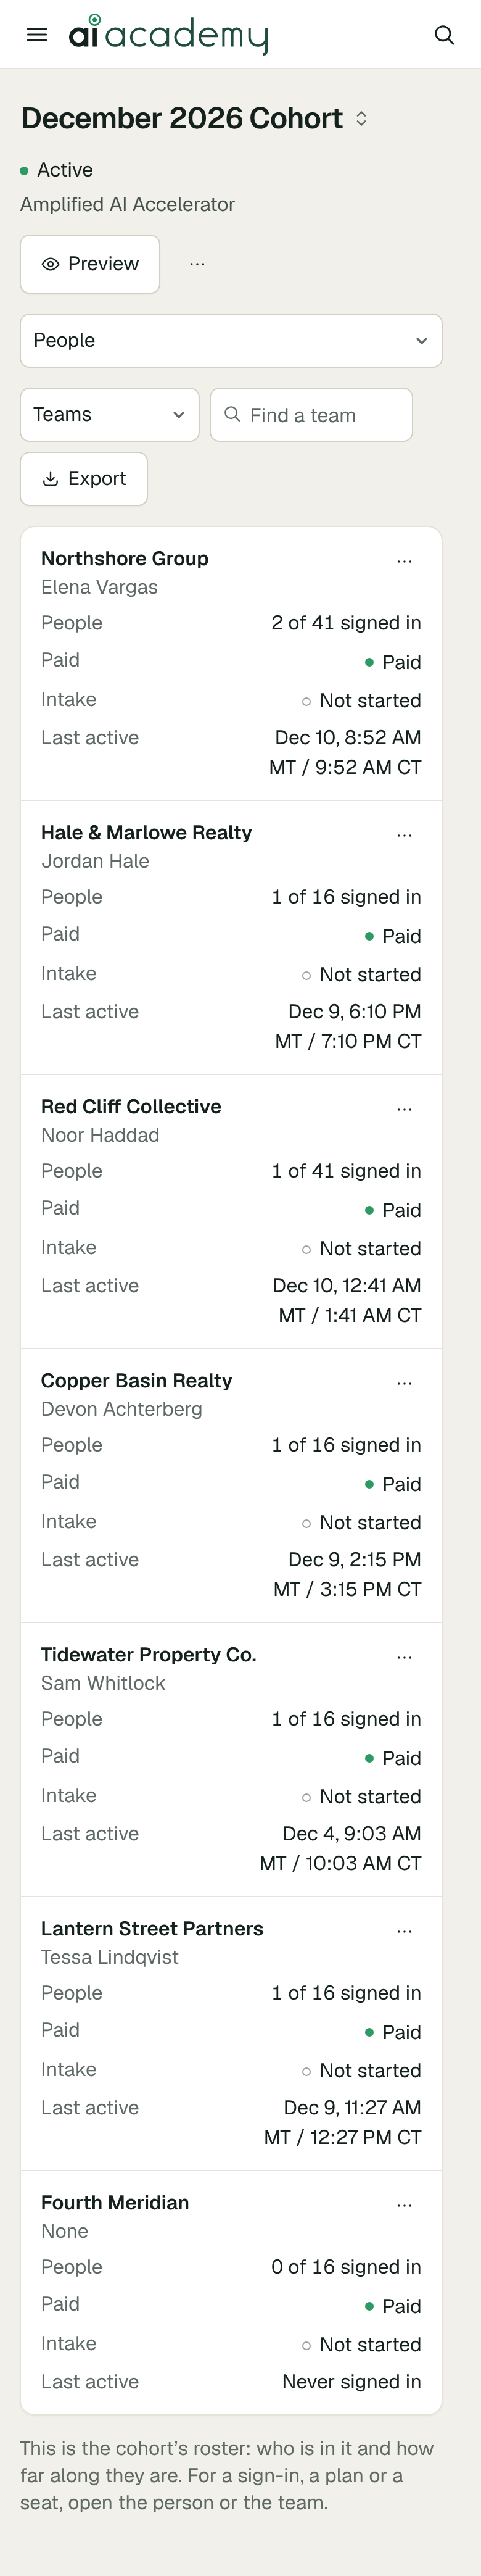 ai academy
December 2026 Cohort
Active
Amplified AI Accelerator
Preview ...
People
Teams
Find a team
Export
Northshore Group ...
Elena Vargas
People 2 of 41 signed in
Paid Paid
Intake Not started
Last active Dec 10, 8:52 AM
MT / 9:52 AM CT
Hale & Marlowe Realty ...
Jordan Hale
People 1 of 16 signed in
Paid Paid
Intake Not started
Last active Dec 9, 6:10 PM
MT / 7:10 PM CT
Red Cliff Collective ...
Noor Haddad
People 1 of 41 signed in
Paid Paid
Intake Not started
Last active Dec 10, 12:41 AM
MT / 1:41 AM CT
Copper Basin Realty ...
Devon Achterberg
People 1 of 16 signed in
Paid Paid
Intake Not started
Last active Dec 9, 2:15 PM
MT / 3:15 PM CT
Tidewater Property Co. ...
Sam Whitlock
People 1 of 16 signed in
Paid Paid
Intake Not started
Last active Dec 4, 9:03 AM
MT / 10:03 AM CT
Lantern Street Partners ...
Tessa Lindqvist
People 1 of 16 signed in
Paid Paid
Intake Not started
Last active Dec 9, 11:27 AM
MT / 12:27 PM CT
Fourth Meridian ...
None
People 0 of 16 signed in
Paid Paid
Intake Not started
Last active Never signed in
This is the cohort’s roster: who is in it and how
far along they are. For a sign-in, a plan or a
seat, open the person or the team.